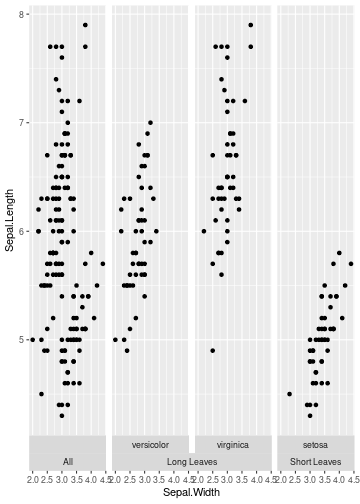 8
7
6
5
Sepal.Length
versicolor virginica setosa
All Long Leaves Short Leaves
2.0 2.5 3.0 3.5 4.0 4.5 2.0 2.5 3.0 3.5 4.0 4.5 2.0 2.5 3.0 3.5 4.0 4.5 2.0 2.5 3.0 3.5 4.0 4.5
Sepal.Width